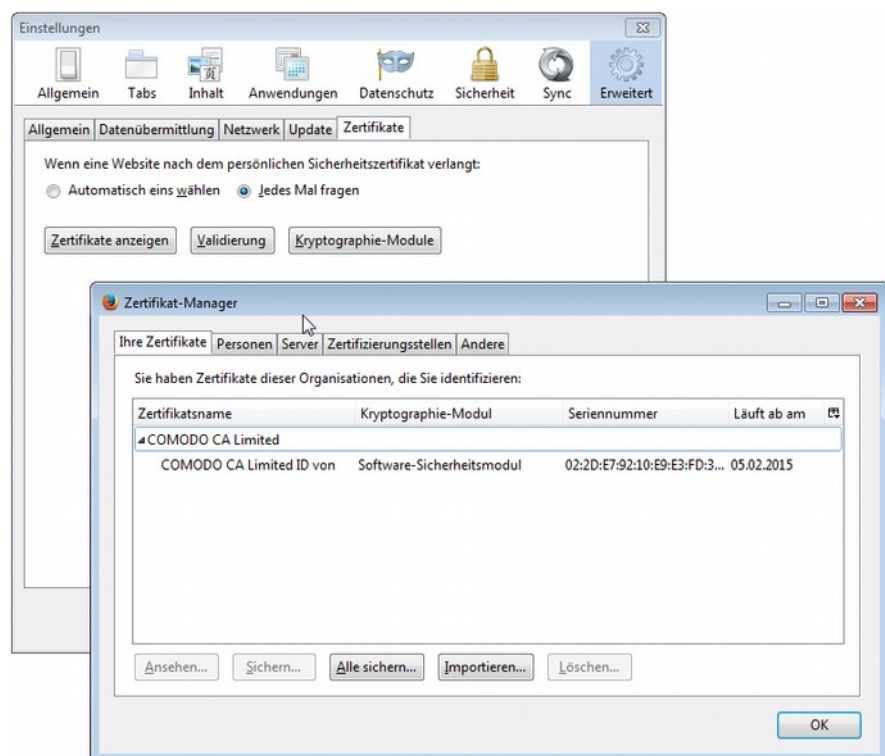 Einstellungen
Allgemein Tabs Inhalt Anwendungen Datenschutz Sicherheit Sync Erweitert
Allgemein Datenübermittlung Netzwerk Update Zertifikate
Wenn eine Website nach dem persönlichen Sicherheitszertifikat verlangt:
Automatisch eins wählen Jedes Mal fragen
Zertifikate anzeigen Validierung Kryptographie-Module
Zertifikat-Manager
Ihre Zertifikate Personen Server Zertifizierungsstellen Andere
Sie haben Zertifikate dieser Organisationen, die Sie identifizieren:
Zertifikatsname Kryptographie-Modul Seriennummer Läuft ab am
COMODO CA Limited
COMODO CA Limited ID von Software-Sicherheitsmodul 02:2D:E7:92:10:E9:E3:FD:3... 05.02.2015
Ansehen... Sichern... Alle sichern... Importieren... Löschen...
OK